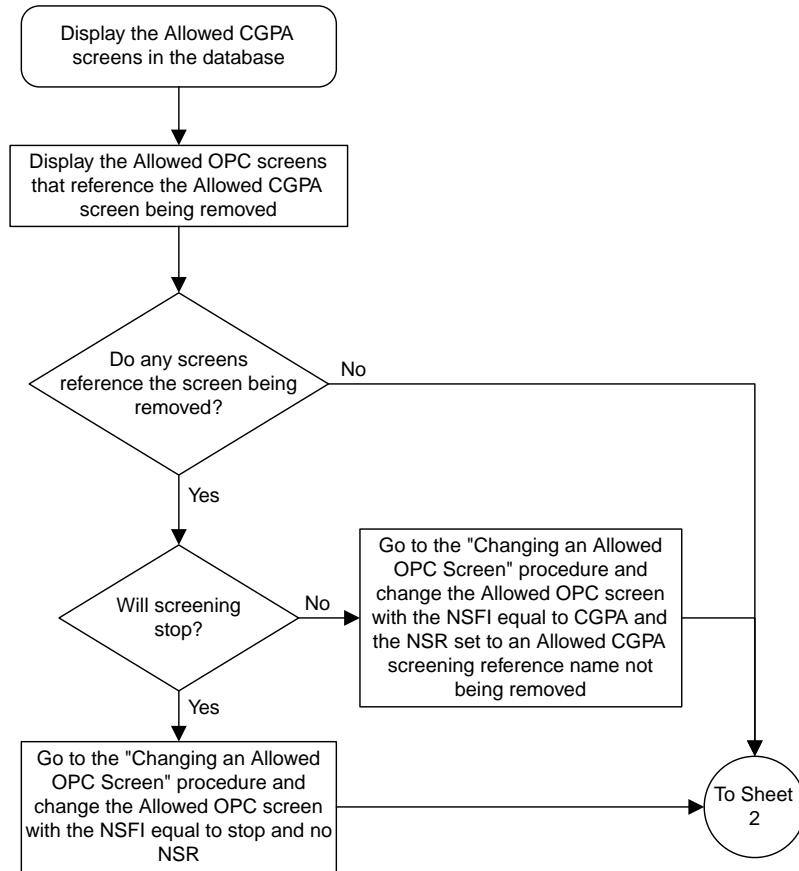 Display the Allowed CGPA
screens in the database
Display the Allowed OPC screens
that reference the Allowed CGPA
screen being removed
Do any screens
reference the screen being
removed?
No
Yes
Will screening
stop?
No
Go to the "Changing an Allowed
OPC Screen" procedure and
change the Allowed OPC screen
with the NSFI equal to CGPA and
the NSR set to an Allowed CGPA
screening reference name not
being removed
Yes
Go to the "Changing an Allowed
OPC Screen" procedure and
change the Allowed OPC screen
with the NSFI equal to stop and no
NSR
To Sheet
2